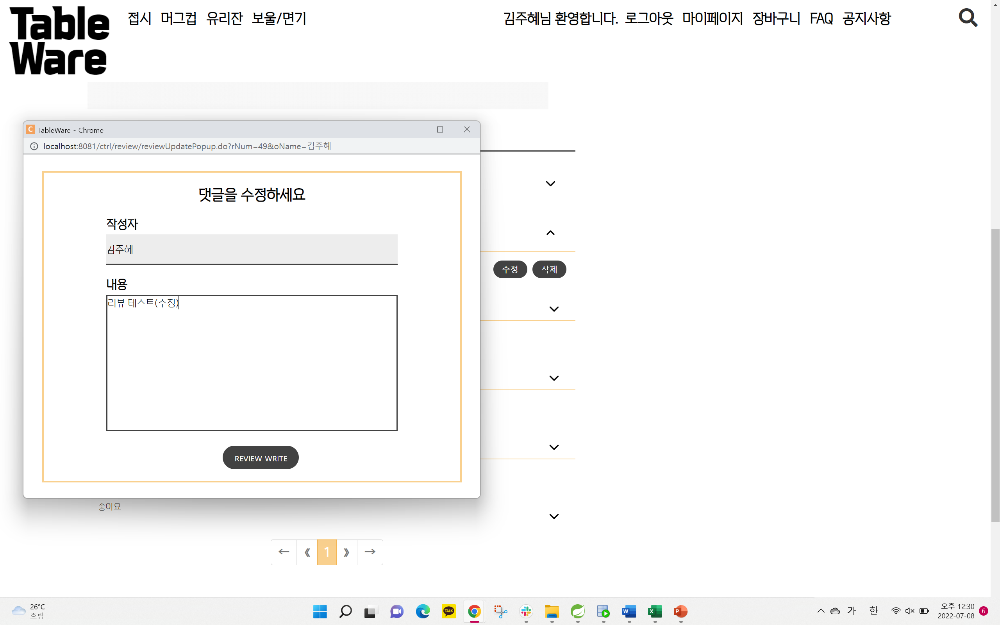 Table
Ware
접시 머그컵 유리잔 보울/면기
김주혜님 환영합니다. 로그아웃 마이페이지 장바구니 FAQ 공지사항
C TableWare - Chrome
localhost:8081/ctrl/review/reviewUpdatePopup.do?rNum=49&oName=김주혜
댓글을 수정하세요
작성자
김주혜
수정 삭제
내용
리뷰 테스트(수정)
REVIEW WRITE
좋아요
← 《 1 》 →
26°C
흐림
TALK
W
X
P
가 한
오후 12:30
2022-07-08
6